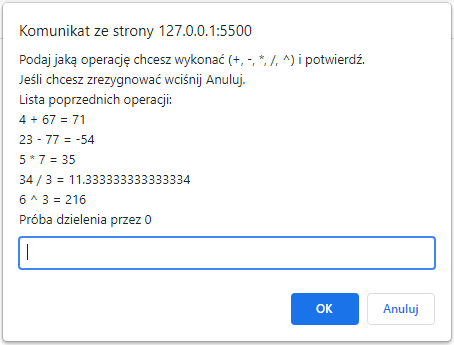 Komunikat ze strony 127.0.0.1:5500
Podaj jaką operację chcesz wykonać (+, -, *, /, ^) i potwierdź.
Jeśli chcesz zrezygnować wciśnij Anuluj.
Lista poprzednich operacji:
4 + 67 = 71
23 - 77 = -54
5 * 7 = 35
34 / 3 = 11.333333333333334
6 ^ 3 = 216
Próba dzielenia przez 0
OK
Anuluj